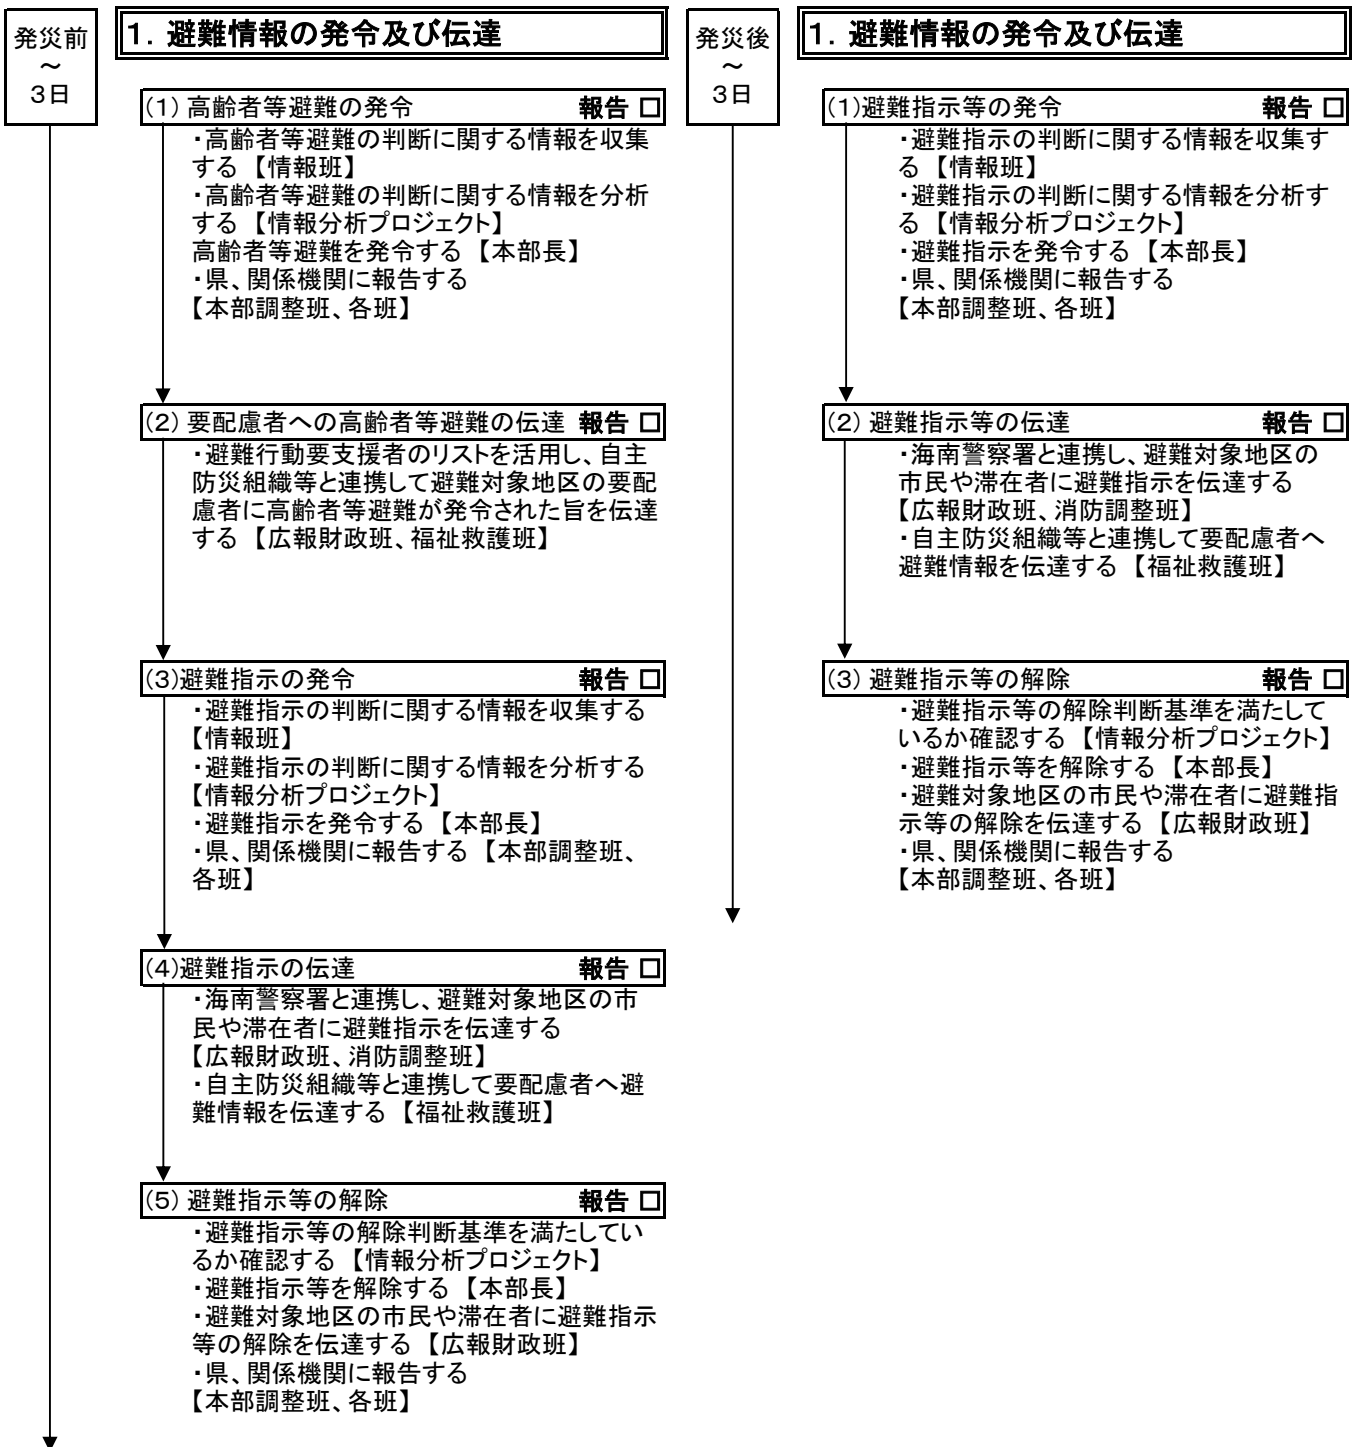 発災前
～
3日
1．避難情報の発令及び伝達
(1) 高齢者等避難の発令 報告 □
・高齢者等避難の判断に関する情報を収集
する 【情報班】
・高齢者等避難の判断に関する情報を分析
する 【情報分析プロジェクト】
高齢者等避難を発令する 【本部長】
・県、関係機関に報告する
【本部調整班、各班】
(2) 要配慮者への高齢者等避難の伝達 報告 □
・避難行動要支援者のリストを活用し、自主
防災組織等と連携して避難対象地区の要配
慮者に高齢者等避難が発令された旨を伝達
する 【広報財政班、福祉救護班】
(3)避難指示の発令 報告 □
・避難指示の判断に関する情報を収集する
【情報班】
・避難指示の判断に関する情報を分析する
【情報分析プロジェクト】
・避難指示を発令する 【本部長】
・県、関係機関に報告する 【本部調整班、
各班】
(4)避難指示の伝達 報告 □
・海南警察署と連携し、避難対象地区の市
民や滞在者に避難指示を伝達する
【広報財政班、消防調整班】
・自主防災組織等と連携して要配慮者へ避
難情報を伝達する 【福祉救護班】
(5) 避難指示等の解除 報告 □
・避難指示等の解除判断基準を満たしてい
るか確認する 【情報分析プロジェクト】
・避難指示等を解除する 【本部長】
・避難対象地区の市民や滞在者に避難指示
等の解除を伝達する 【広報財政班】
・県、関係機関に報告する
【本部調整班、各班】
発災後
～
3日
1．避難情報の発令及び伝達
(1)避難指示等の発令 報告 □
・避難指示の判断に関する情報を収集す
る 【情報班】
・避難指示の判断に関する情報を分析す
る 【情報分析プロジェクト】
・避難指示を発令する 【本部長】
・県、関係機関に報告する
【本部調整班、各班】
(2) 避難指示等の伝達 報告 □
・海南警察署と連携し、避難対象地区の
市民や滞在者に避難指示を伝達する
【広報財政班、消防調整班】
・自主防災組織等と連携して要配慮者へ
避難情報を伝達する 【福祉救護班】
(3) 避難指示等の解除 報告 □
・避難指示等の解除判断基準を満たして
いるか確認する 【情報分析プロジェクト】
・避難指示等を解除する 【本部長】
・避難対象地区の市民や滞在者に避難指
示等の解除を伝達する 【広報財政班】
・県、関係機関に報告する
【本部調整班、各班】